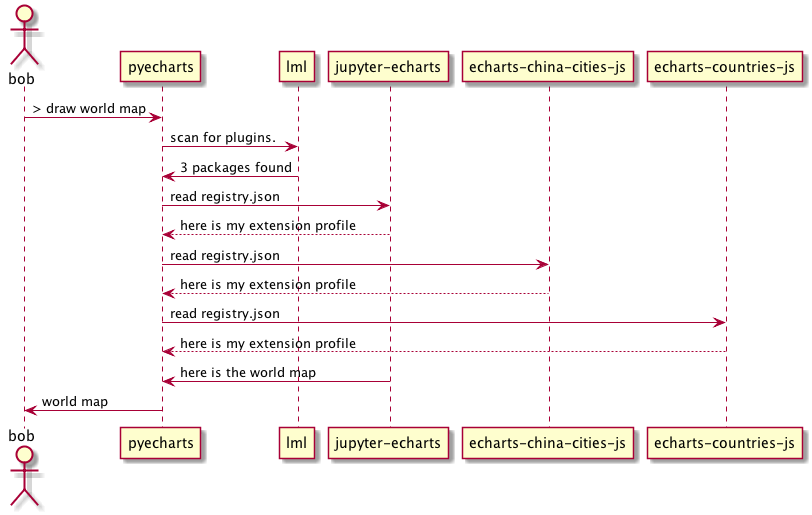 bob
pyecharts
lml
jupyter-echarts
echarts-china-cities-js
echarts-countries-js
> draw world map
scan for plugins.
3 packages found
read registry.json
here is my extension profile
read registry.json
here is my extension profile
read registry.json
here is my extension profile
here is the world map
world map
bob
pyecharts
lml
jupyter-echarts
echarts-china-cities-js
echarts-countries-js